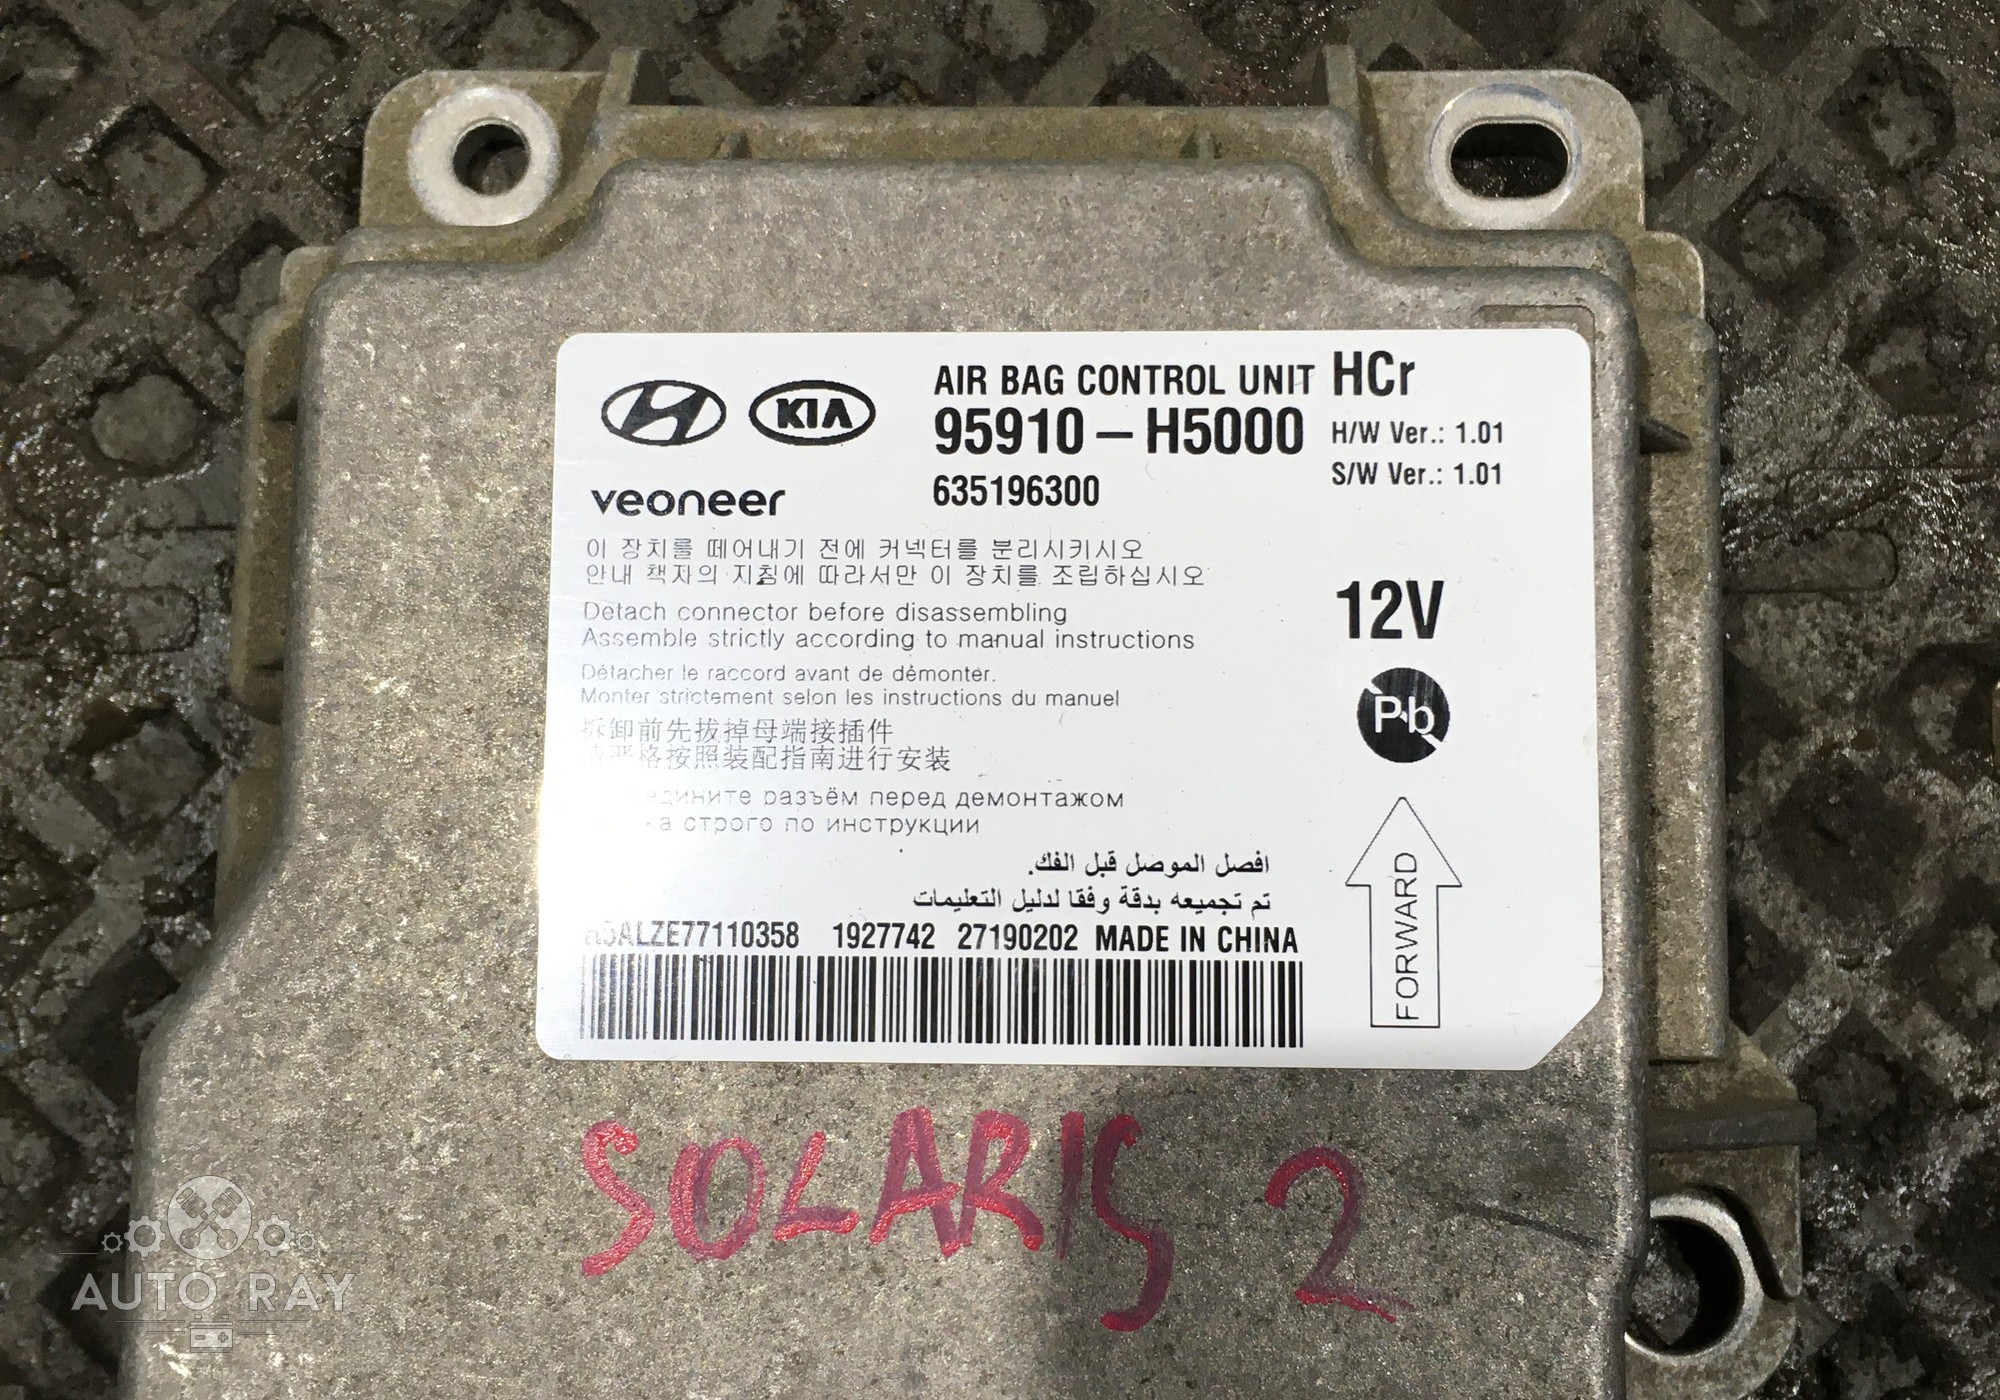 KIA
AIR BAG CONTROL UNIT HCr
95910-H5000
H/W Ver.: 1.01
635196300
S/W Ver.: 1.01
veoneer
이 장치를 떼어내기 전에 커넥터를 분리시키시오
안내 책자의 지침에 따라서만 이 장치를 조립하십시오
Detach connector before disassembling
Assemble strictly according to manual instructions
12V
Détacher le raccord avant de démonter.
Monter strictement selon les instructions du manuel
Pb
拆卸前先拔掉母端接插件
严格按照装配指南进行安装
разъём перед демонтажом
строго по инструкции
افصل الموصل قبل الفك.
تم تجميعه بدقة وفقا لدليل التعليمات
FORWARD
1927742 27190202 MADE IN CHINA
SOLARIS 2
AUTO RAY